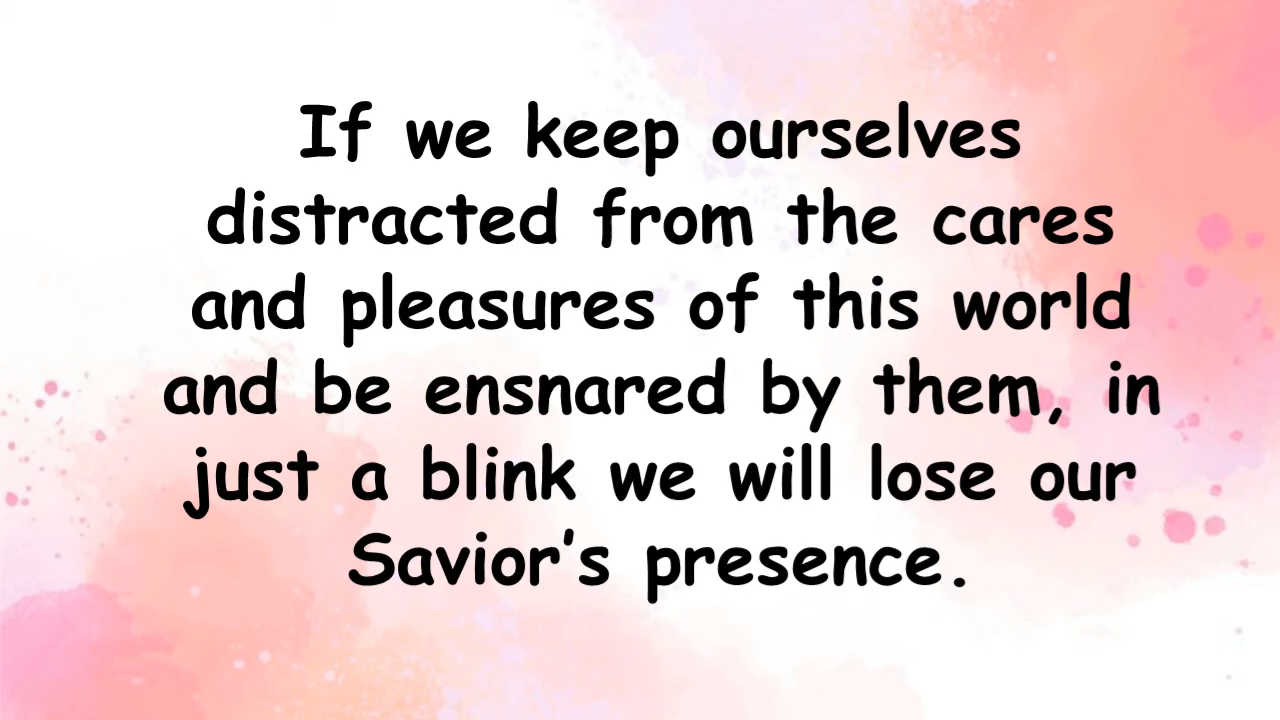 If we keep ourselves
distracted from the cares
and pleasures of this world
and be ensnared by them, in
just a blink we will lose our
Savior's presence.